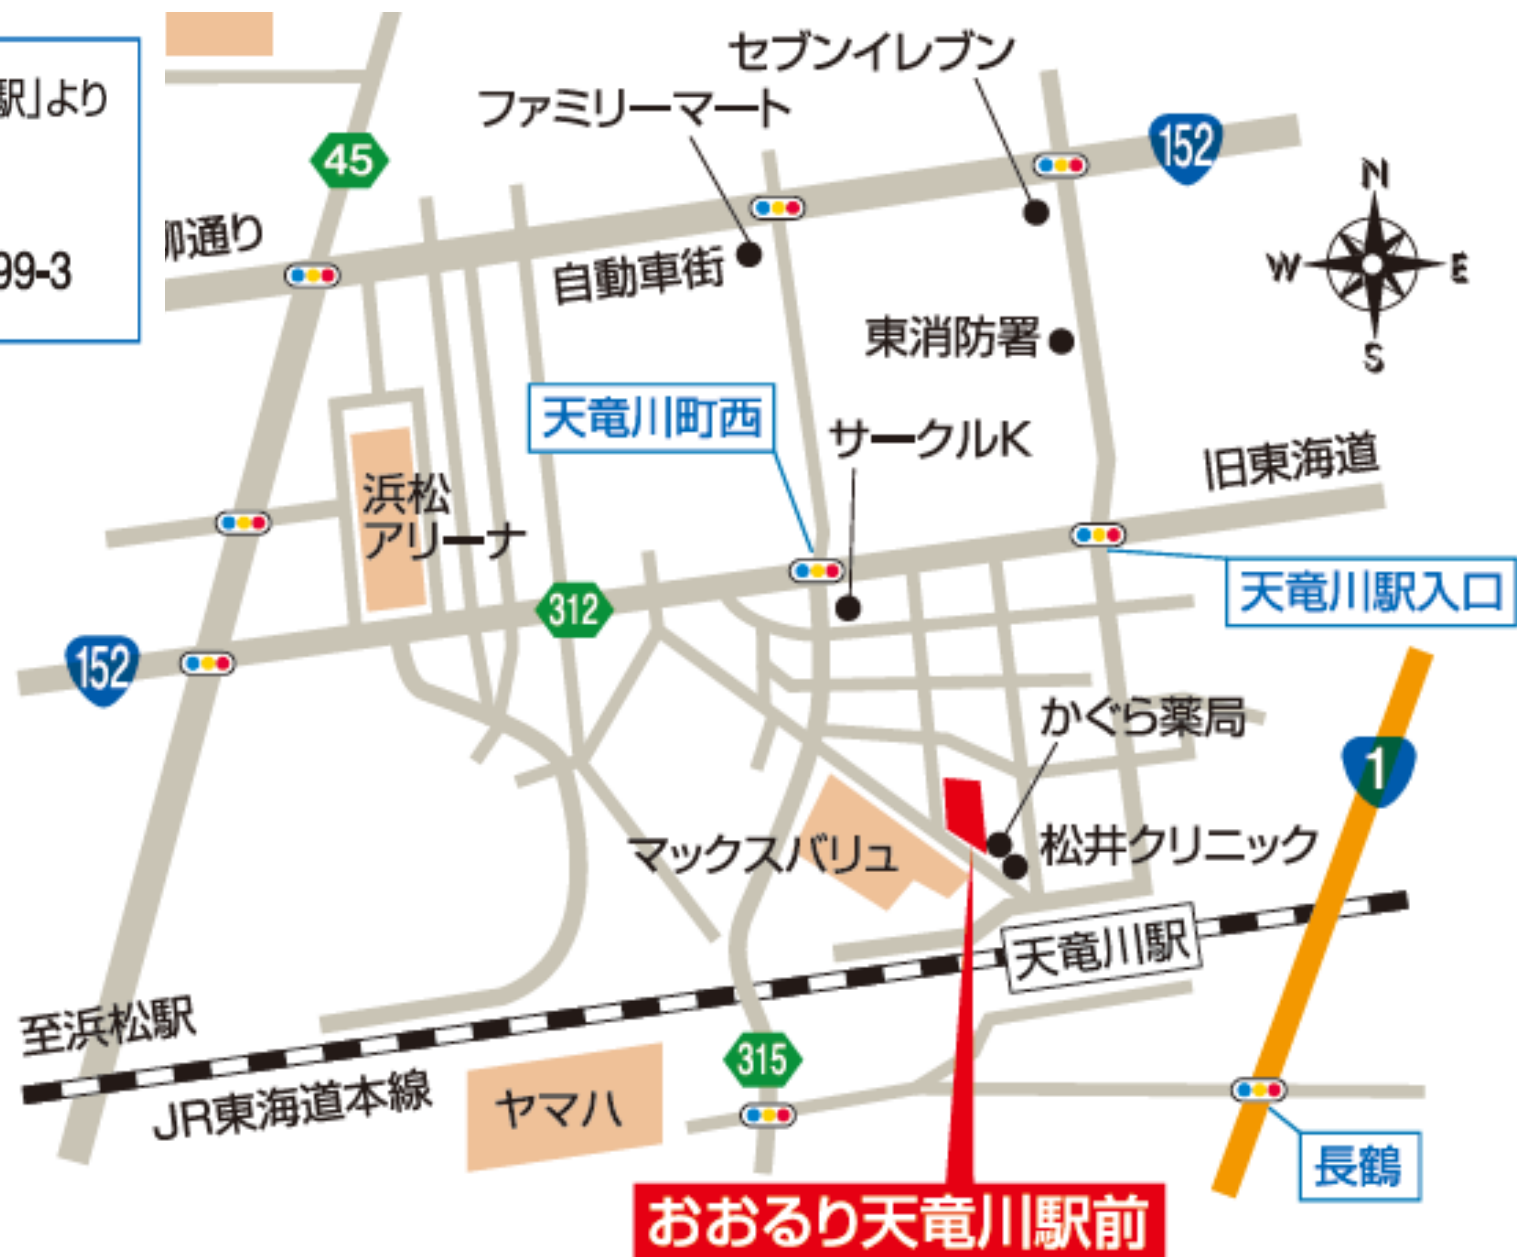 駅」より
99-3
セブンイレブン
ファミリーマート
152
45
N
柳通り
自動車街
W
E
東消防署
S
天竜川町西
サークルK
旧東海道
浜松
アリーナ
天竜川駅入口
312
152
かぐら薬局
1
マックスバリュ
松井クリニック
天竜川駅
至浜松駅
JR東海道本線
315
ヤマハ
長鶴
おおるり天竜川駅前